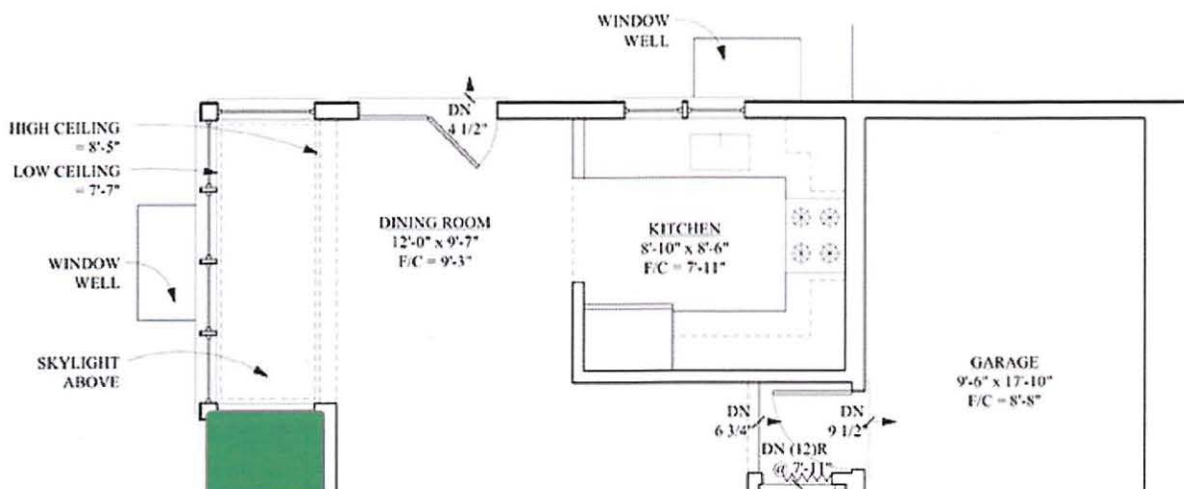 WINDOW
WELL
DN
4 1/2"
HIGH CEILING
= 8'-5"
LOW CEILING
= 7'-7"
DINING ROOM
12'-0" x 9'-7"
F/C = 9'-3"
KITCHEN
8'-10" x 8'-6"
F/C = 7'-11"
WINDOW
WELL
SKYLIGHT
ABOVE
GARAGE
9'-6" x 17'-10"
F/C = 8'-8"
DN
6 3/4"
DN
9 1/2"
DN (12)R
@ 7'-11"